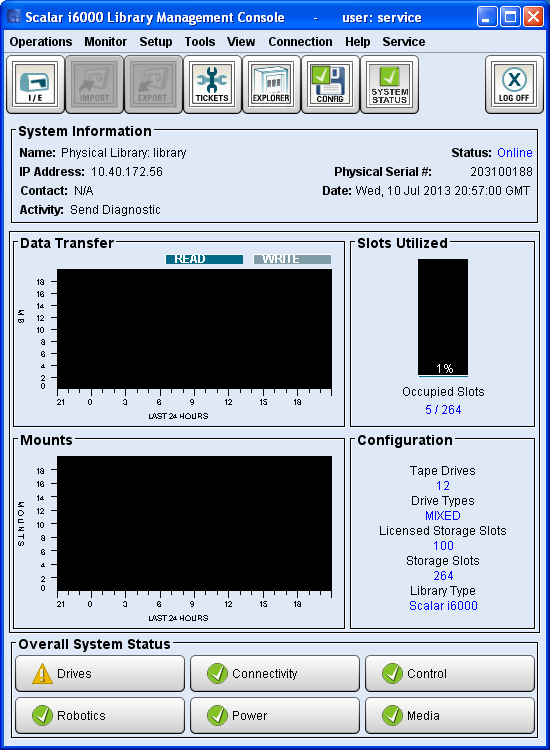 Scalar i6000 Library Management Console - user: service
Operations Monitor Setup Tools View Connection Help Service
I / E IMPORT EXPORT TICKETS EXPLORER CONFIG SYSTEM STATUS LOG OFF
System Information
Name: Physical Library: library Status: Online
IP Address: 10.40.172.56 Physical Serial #: 203100188
Contact: N/A Date: Wed, 10 Jul 2013 20:57:00 GMT
Activity: Send Diagnostic
Data Transfer
READ WRITE
MB
18
16
14
12
10
8
6
4
2
0
21 0 3 6 9 12 15 18
LAST 24 HOURS
Slots Utilized
1%
Occupied Slots
5 / 264
Mounts
MOUNTS
18
16
14
12
10
8
6
4
2
0
21 0 3 6 9 12 15 18
LAST 24 HOURS
Configuration
Tape Drives
12
Drive Types
MIXED
Licensed Storage Slots
100
Storage Slots
264
Library Type
Scalar i6000
Overall System Status
Drives Connectivity Control
Robotics Power Media